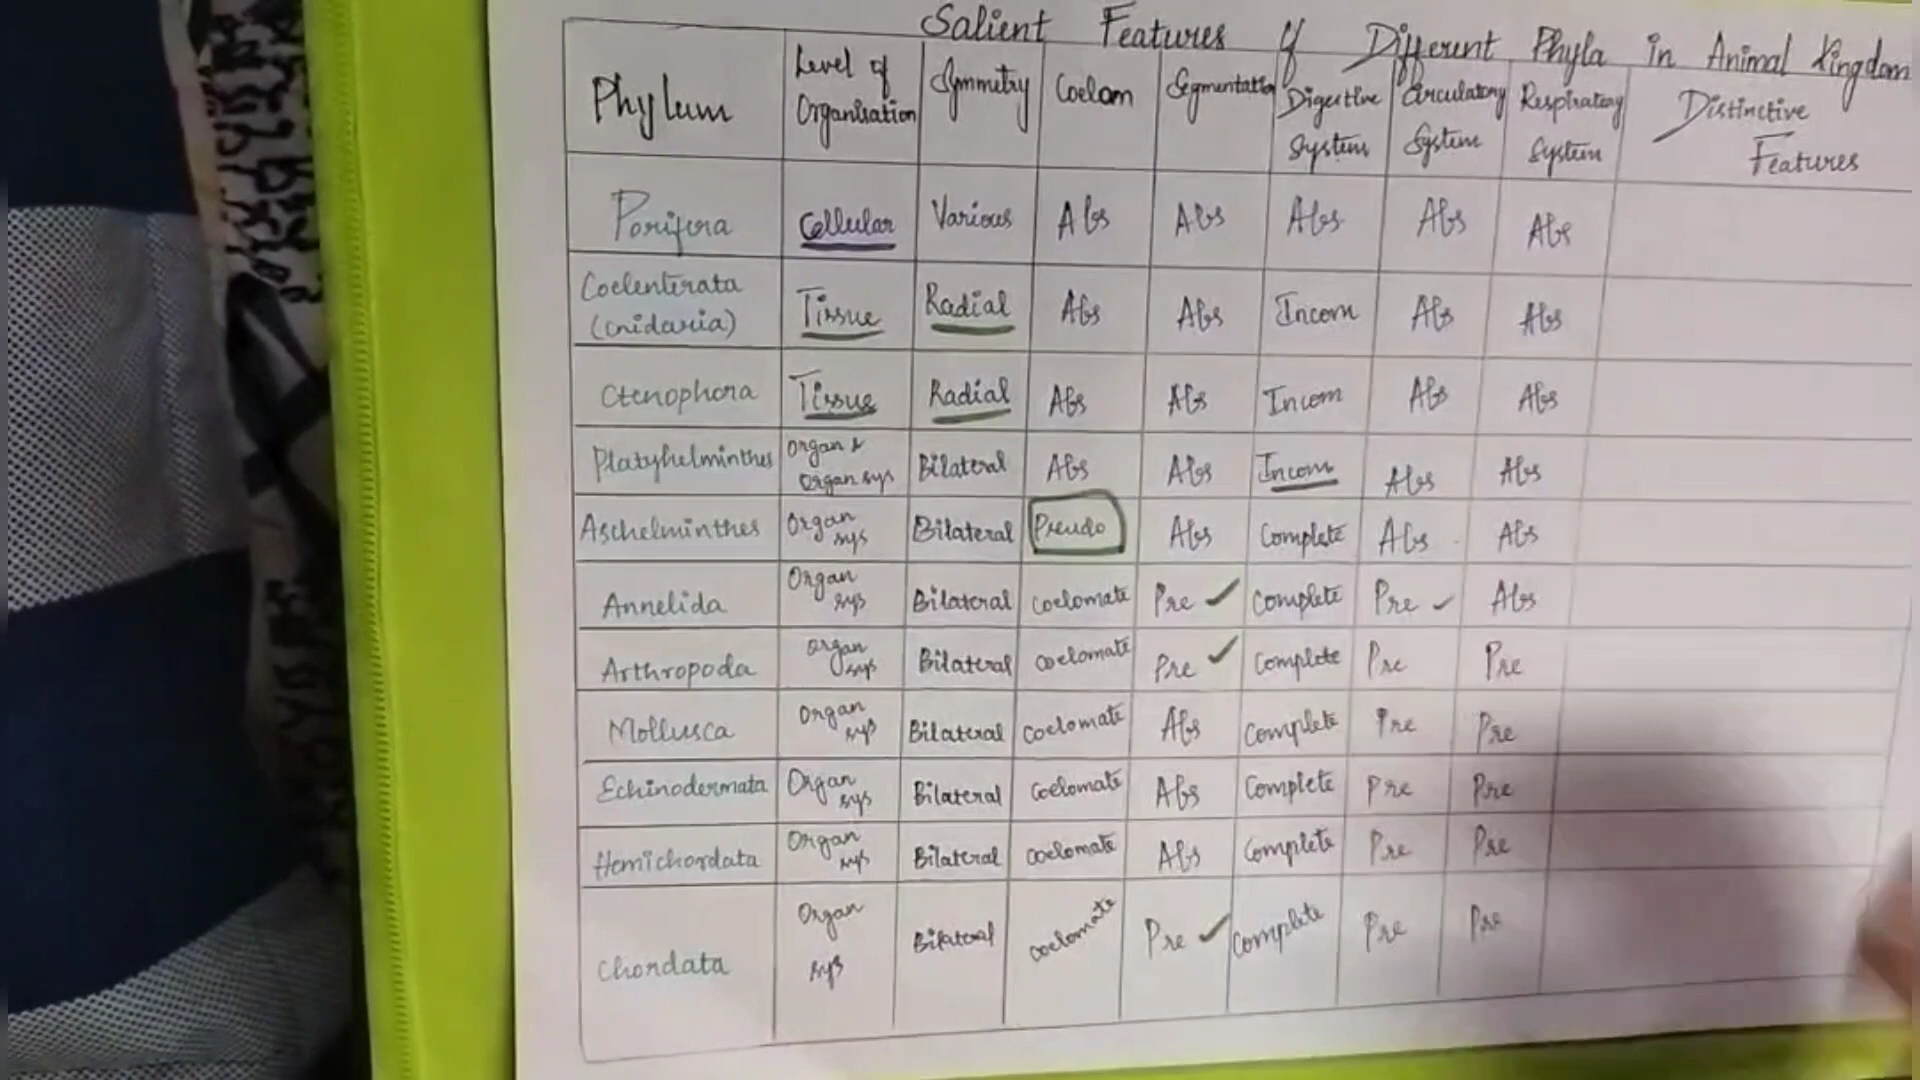 Salient Features of Different Phyla in Animal Kingdom
Phylum Level of Organisation Symmetry Coelom Segmentation Digestive System Circulatory System Respiratory System Distinctive Features
Porifera Cellular Various Abs Abs Abs Abs Abs
Coelenterata (Cnidaria) Tissue Radial Abs Abs Incom Abs Abs
Ctenophora Tissue Radial Abs Abs Incom Abs Abs
Platyhelminthes Organ & Organ sys Bilateral Abs Abs Incom Abs Abs
Aschelminthes Organ sys Bilateral Pseudo Abs Complete Abs Abs
Annelida Organ sys Bilateral Coelomate Pre ✓ Complete Pre ✓ Abs
Arthropoda Organ sys Bilateral Coelomate Pre ✓ Complete Pre Pre
Mollusca Organ sys Bilateral Coelomate Abs Complete Pre Pre
Echinodermata Organ sys Bilateral Coelomate Abs Complete Pre Pre
Hemichordata Organ sys Bilateral Coelomate Abs Complete Pre Pre
Chordata Organ sys Bilateral Coelomate Pre ✓ Complete Pre Pre